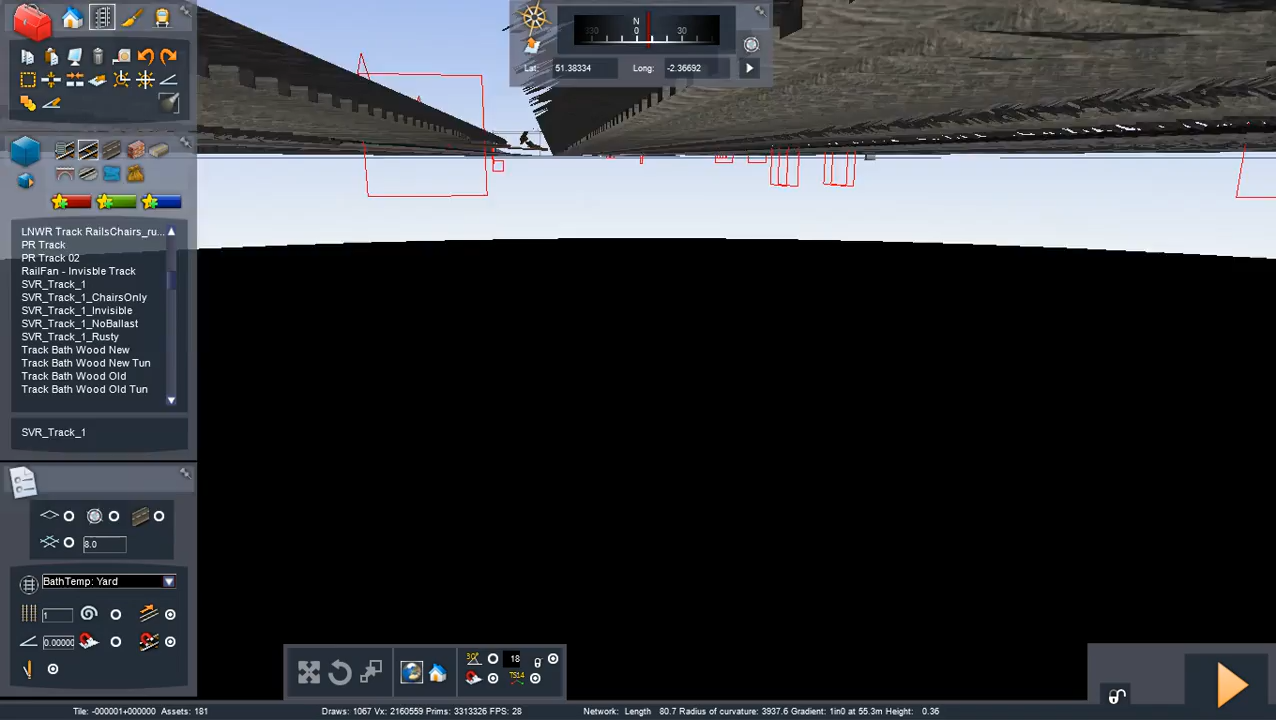 330
N
0
30
Lat:
51.38334
Long:
-2.36692
LNWR Track RailsChairs_ru...
PR Track
PR Track 02
RailFan - Invisble Track
SVR_Track_1
SVR_Track_1_ChairsOnly
SVR_Track_1_Invisible
SVR_Track_1_NoBallast
SVR_Track_1_Rusty
Track Bath Wood New
Track Bath Wood New Tun
Track Bath Wood Old
Track Bath Wood Old Tun
SVR_Track_1
8.0
BathTemp: Yard
1
0.00000
30°
18
TS14
Tile: -000001+000000 Assets: 181
Draws: 1067 Vx: 2160559 Prims: 3313326 FPS: 28
Network: Length 80.7 Radius of curvature: 3937.6 Gradient: 1in0 at 55.3m Height: 0.36